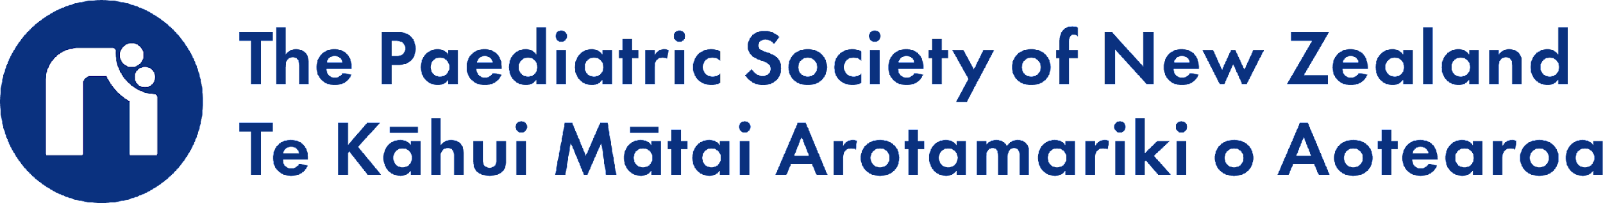 The Paediatric Society of New Zealand
Te Kāhui Mātai Arotamariki o Aotearoa